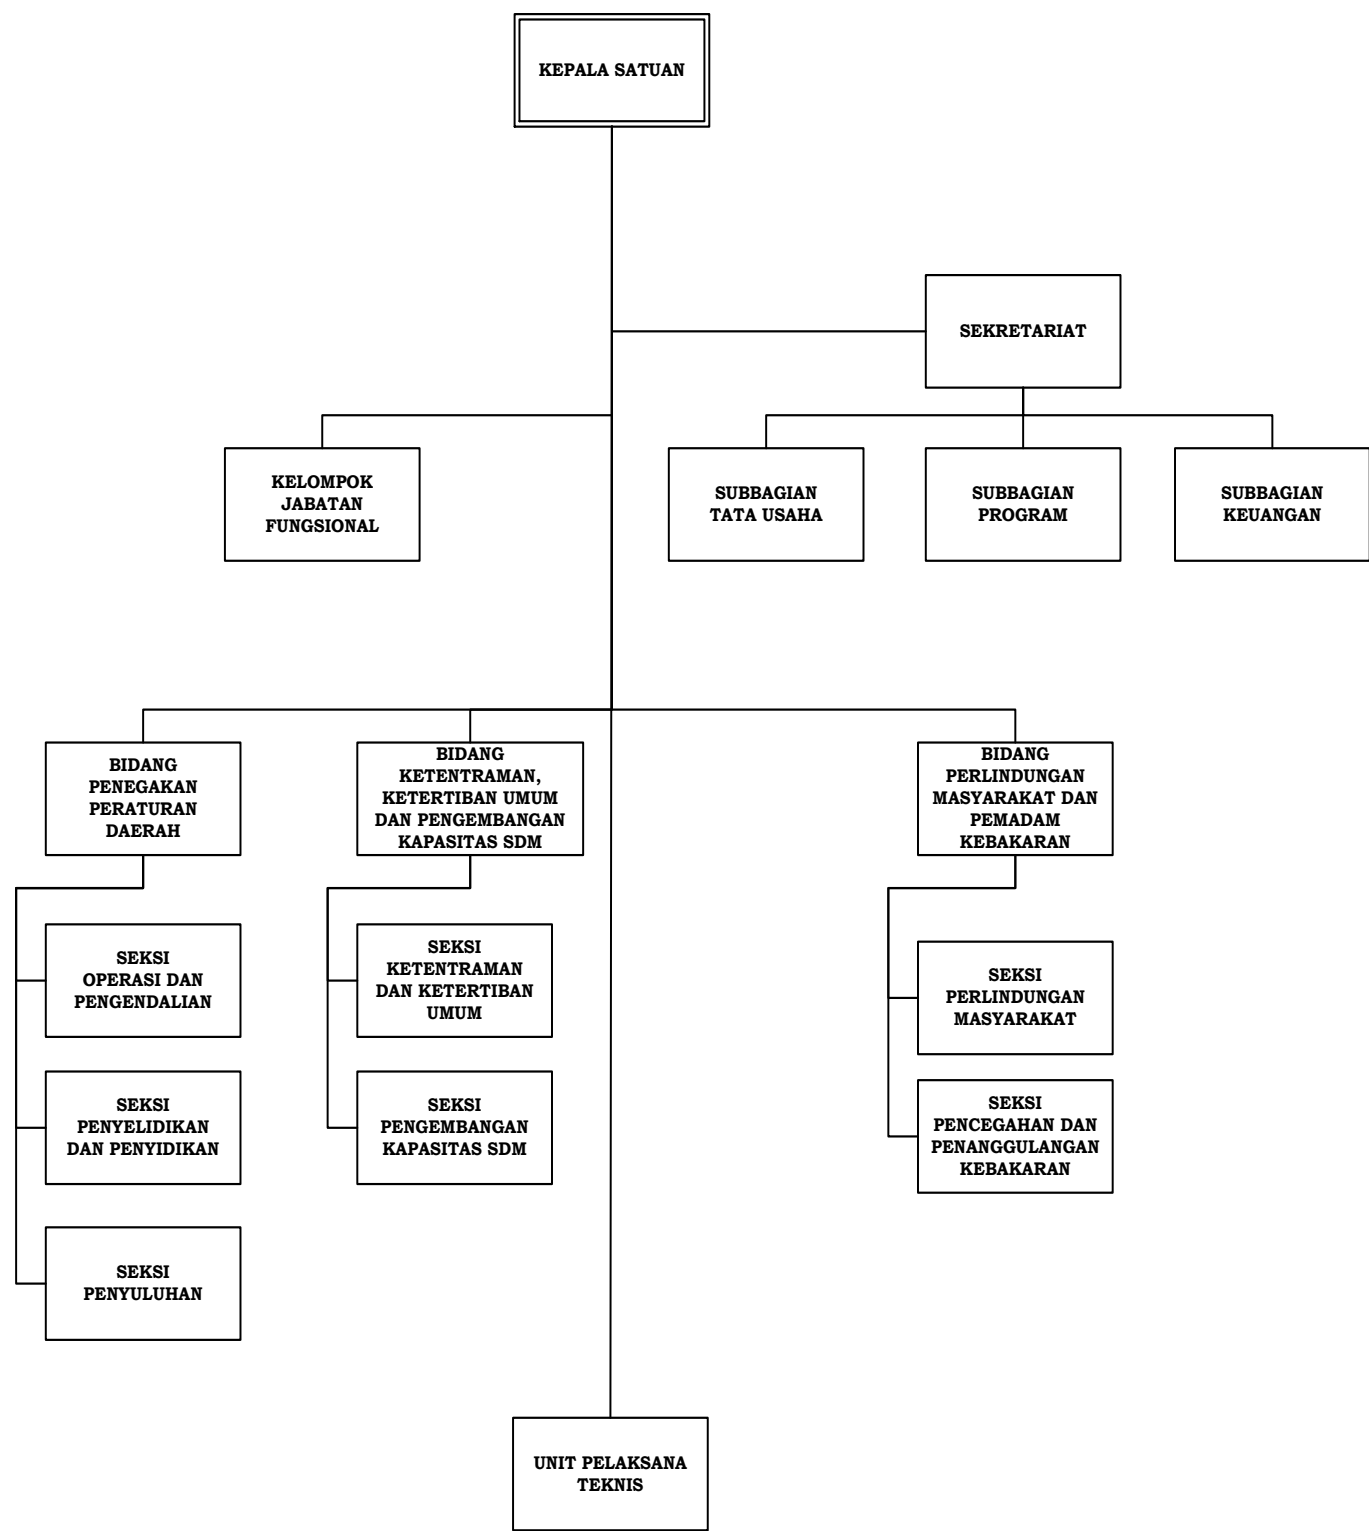 KEPALA SATUAN
SEKRETARIAT
KELOMPOK
JABATAN
FUNGSIONAL
SUBBAGIAN
TATA USAHA
SUBBAGIAN
PROGRAM
SUBBAGIAN
KEUANGAN
BIDANG
PENEGAKAN
PERATURAN
DAERAH
BIDANG
KETENTRAMAN,
KETERTIBAN UMUM
DAN PENGEMBANGAN
KAPASITAS SDM
BIDANG
PERLINDUNGAN
MASYARAKAT DAN
PEMADAM
KEBAKARAN
SEKSI
OPERASI DAN
PENGENDALIAN
SEKSI
KETENTRAMAN
DAN KETERTIBAN
UMUM
SEKSI
PERLINDUNGAN
MASYARAKAT
SEKSI
PENYELIDIKAN
DAN PENYIDIKAN
SEKSI
PENGEMBANGAN
KAPASITAS SDM
SEKSI
PENCEGAHAN DAN
PENANGGULANGAN
KEBAKARAN
SEKSI
PENYULUHAN
UNIT PELAKSANA
TEKNIS